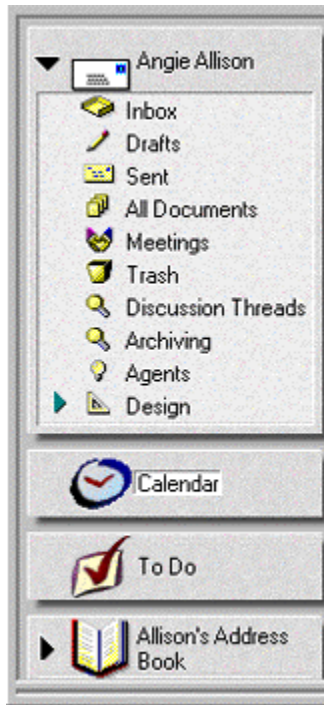 Angie Allison
Inbox
Drafts
Sent
All Documents
Meetings
Trash
Discussion Threads
Archiving
Agents
Design
Calendar
To Do
Allison's Address
Book